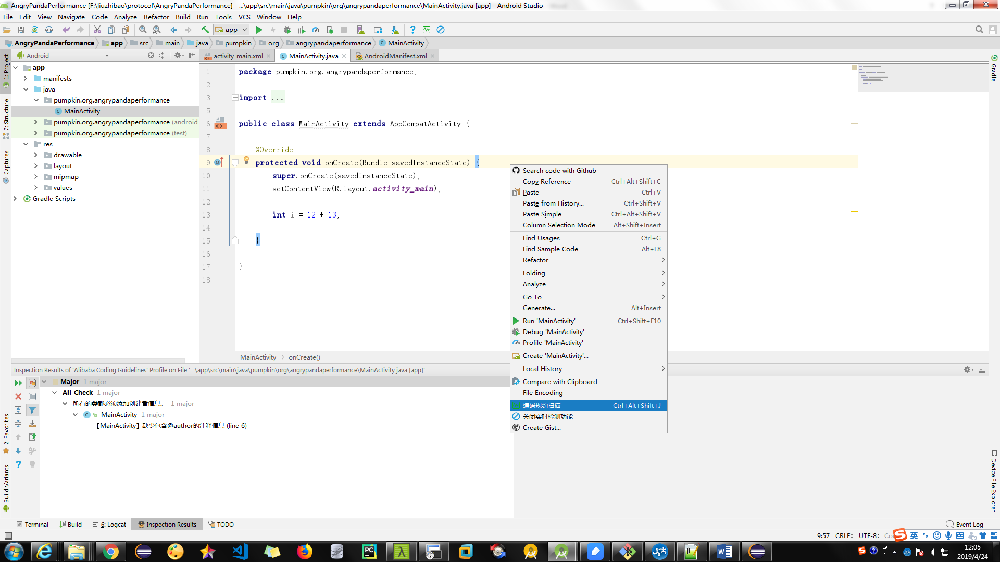 AngryPandaPerformance [F:\liuzhibao\protocol\AngryPandaPerformance] - ...\app\src\main\java\pumpkin\org\angrypandaperformance\MainActivity.java [app] - Android Studio
File Edit View Navigate Code Analyze Refactor Build Run Tools VCS Window Help
app
AngryPandaPerformance app src main java pumpkin org angrypandaperformance MainActivity
Android
activity_main.xml MainActivity.java AndroidManifest.xml
1: Project
7: Structure
Captures
2: Favorites
Build Variants
app
manifests
java
pumpkin.org.angrypandaperformance
MainActivity
pumpkin.org.angrypandaperformance (android
pumpkin.org.angrypandaperformance (test)
res
drawable
layout
mipmap
values
Gradle Scripts
1 package pumpkin.org.angrypandaperformance;
2
3 import ...
5
6 public class MainActivity extends AppCompatActivity {
7
8 @Override
9 protected void onCreate(Bundle savedInstanceState) {
10 super.onCreate(savedInstanceState);
11 setContentView(R.layout.activity_main);
12
13 int i = 12 + 13;
14
15 }
16
17 }
18
MainActivity onCreate()
Search code with Github
Copy Reference Ctrl+Alt+Shift+C
Paste Ctrl+V
Paste from History... Ctrl+Shift+V
Paste Simple Ctrl+Alt+Shift+V
Column Selection Mode Alt+Shift+Insert
Find Usages Ctrl+G
Find Sample Code Alt+F8
Refactor
Folding
Analyze
Go To
Generate... Alt+Insert
Run 'MainActivity' Ctrl+Shift+F10
Debug 'MainActivity'
Profile 'MainActivity'
Create 'MainActivity'...
Local History
Compare with Clipboard
File Encoding
编码规约扫描 Ctrl+Alt+Shift+J
关闭实时检测功能
Create Gist...
Gradle
Device File Explorer
Inspection Results of 'Alibaba Coding Guidelines' Profile on File '...\app\src\main\java\pumpkin\org\angrypandaperformance\MainActivity.java [app]'
Major 1 major
Ali-Check 1 major
所有的类都必须添加创建者信息。 1 major
MainActivity 1 major
【MainActivity】缺少包含@author的注释信息 (line 6)
Terminal Build 6: Logcat Inspection Results TODO Event Log
9:57 CRLF UTF-8 英
12:05
2019/4/24